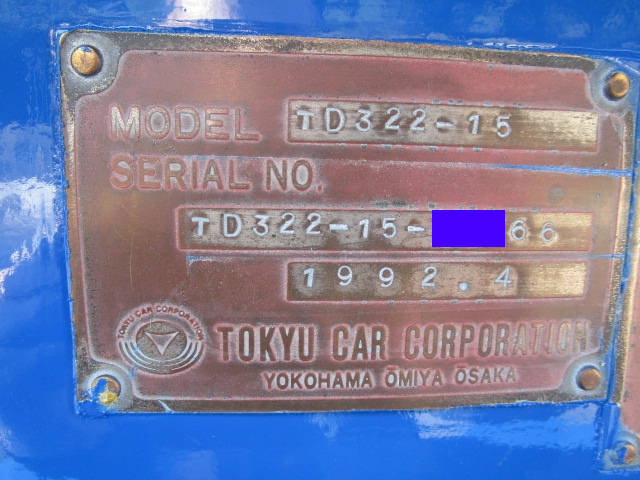 MODEL TD322-15
SERIAL NO.
TD322-15-
66
1992.4
TOKYU CAR CORPORATION
TOKYU CAR CORPORATION
YOKOHAMA ŌMIYA ŌSAKA